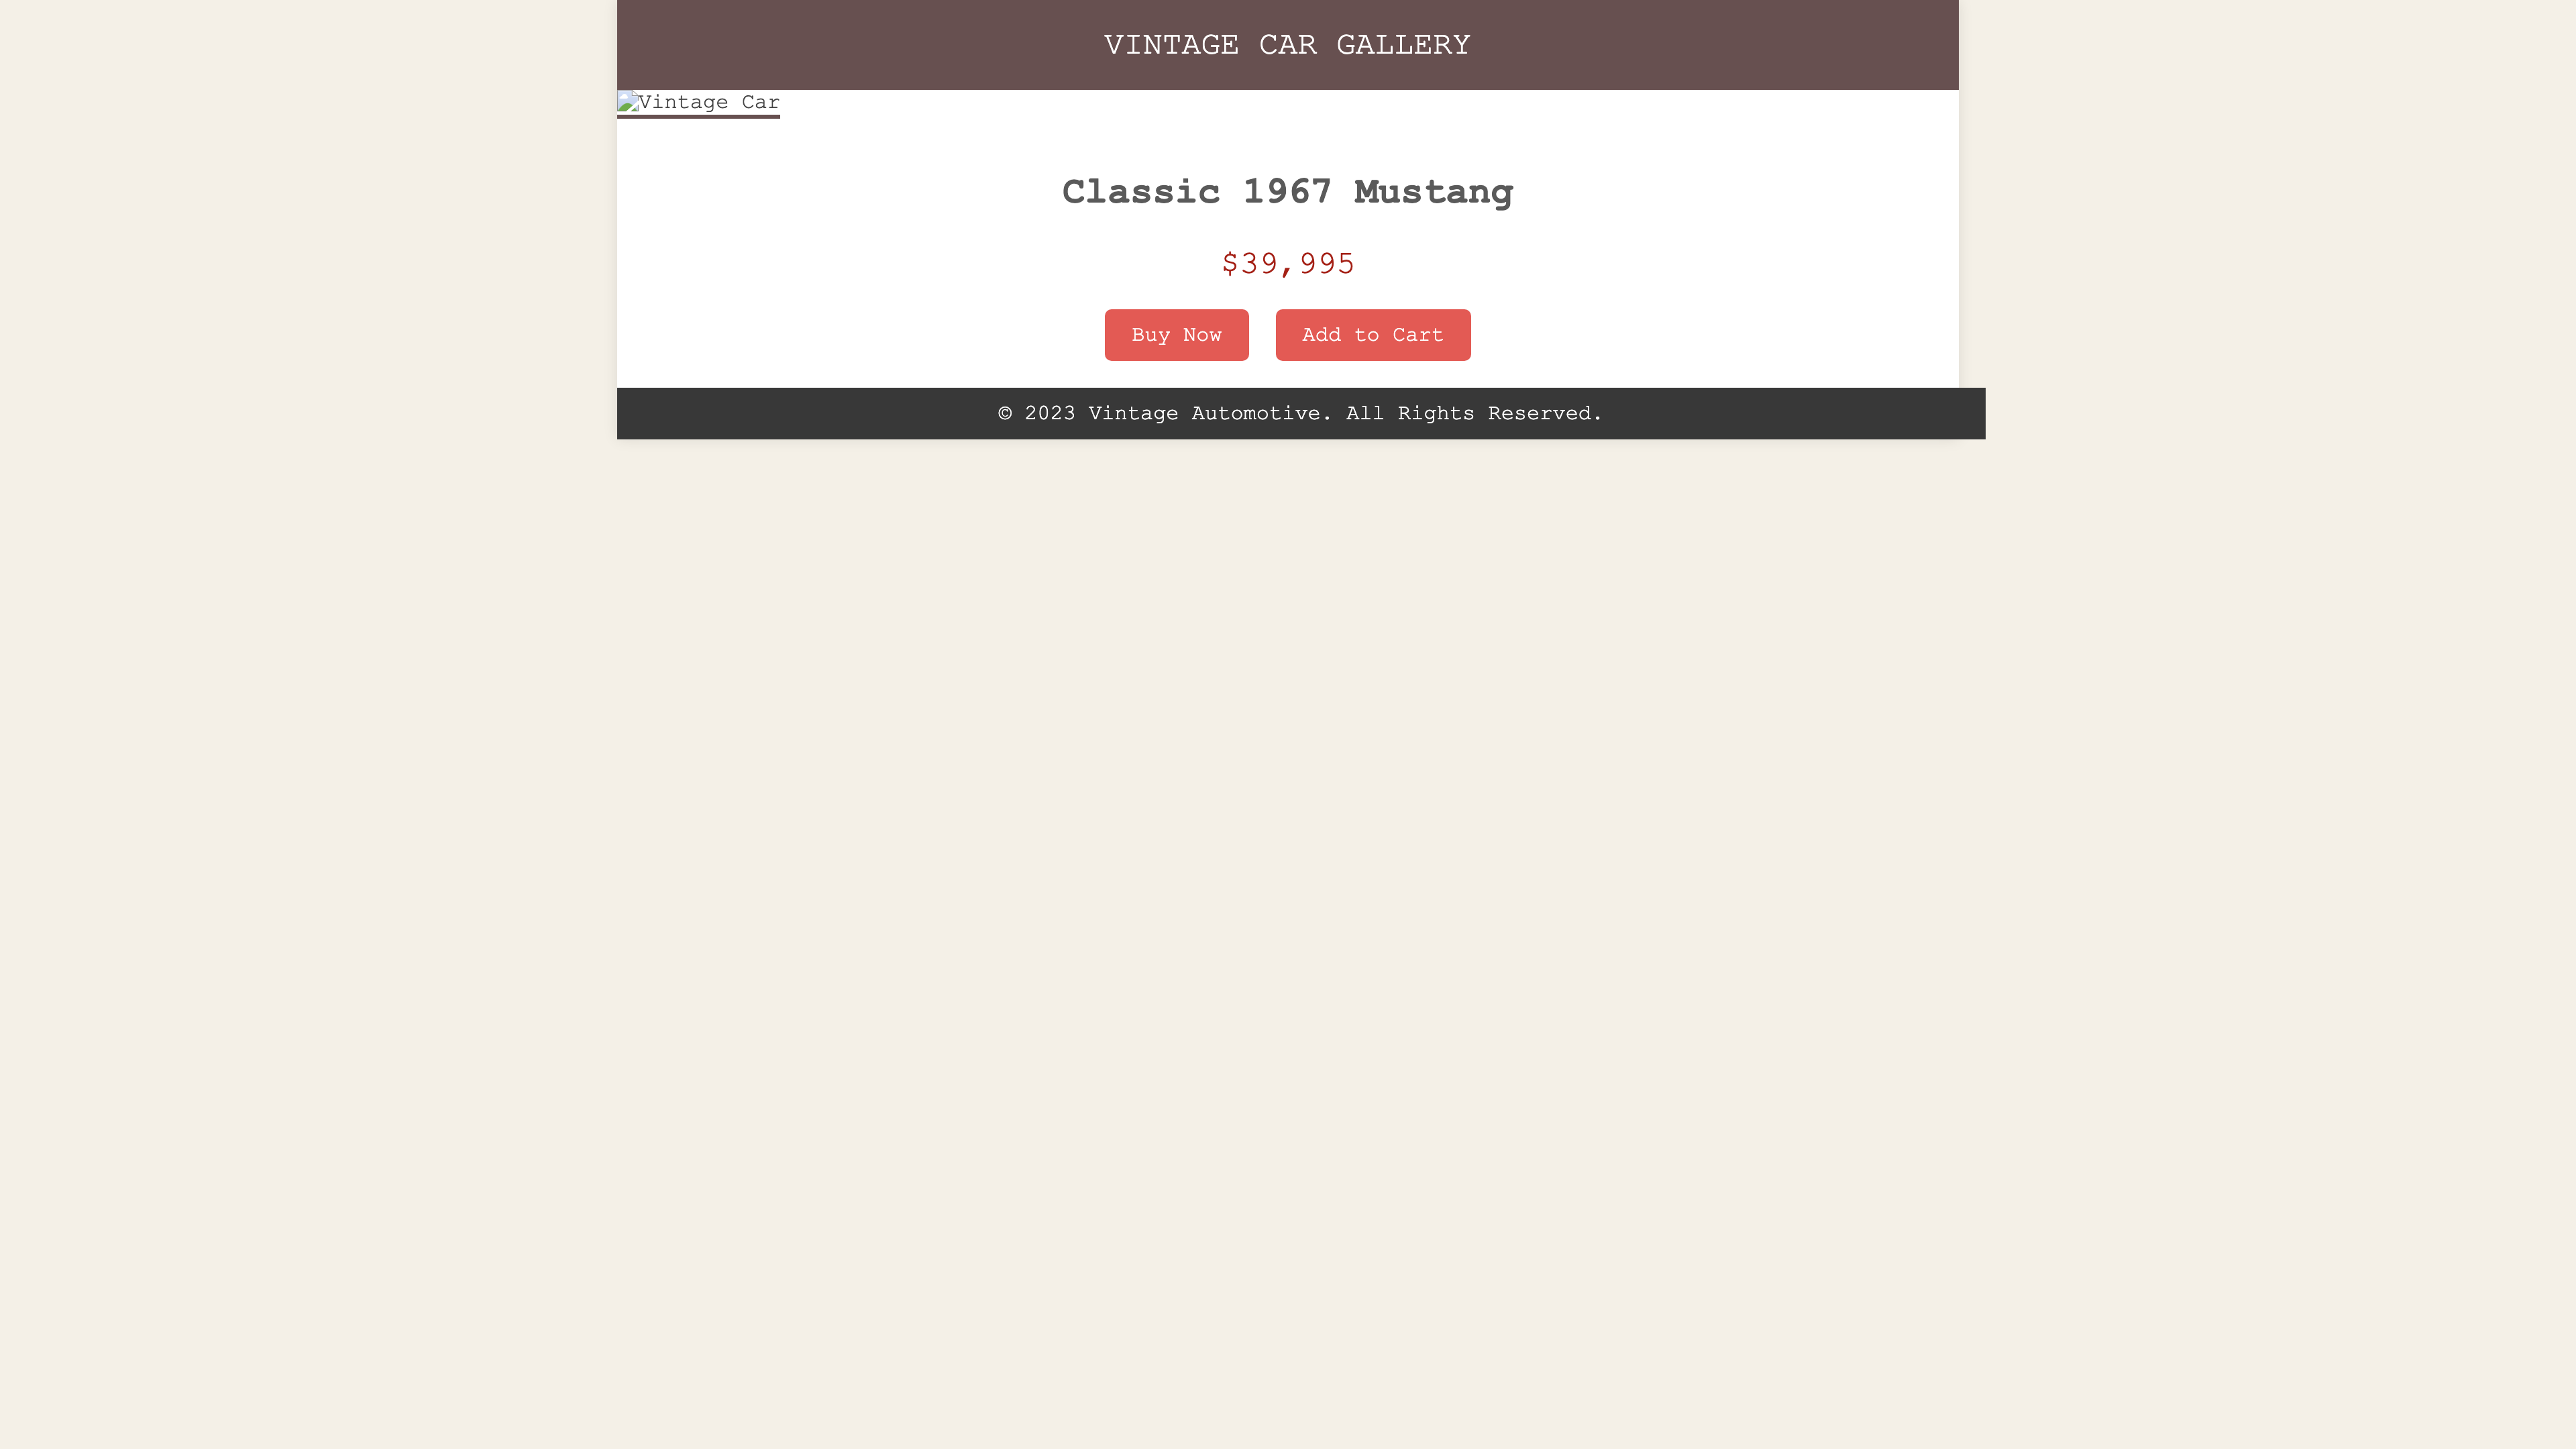 VINTAGE CAR GALLERY
Vintage Car
Classic 1967 Mustang
$39,995
Buy Now
Add to Cart
© 2023 Vintage Automotive. All Rights Reserved.